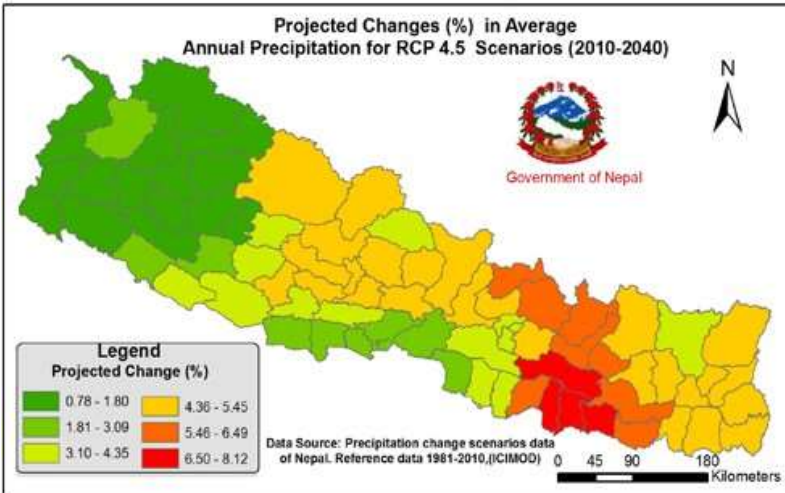 Projected Changes (%) in Average
Annual Precipitation for RCP 4.5 Scenarios (2010-2040)
N
Government of Nepal
Legend
Projected Change (%)
0.78 - 1.80
4.36 - 5.45
1.81 - 3.09
5.46 - 6.49
3.10 - 4.35
6.50 - 8.12
Data Source: Precipitation change scenarios data
of Nepal. Reference data 1981-2010,(ICIMOD)
0 45 90 180
Kilometers